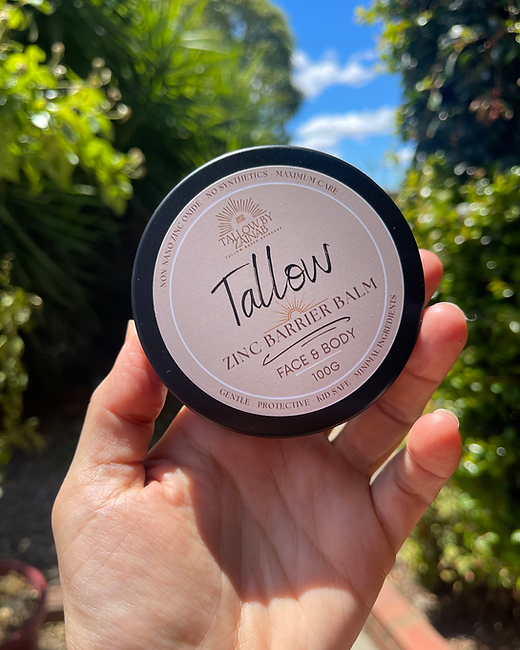 NON NANO ZINC OXIDE · NO SYNTHETICS · MAXIMUM CARE
TALLOW BY
ZAINAB
Tallow
ZINC BARRIER BALM
FACE & BODY
100G
GENTLE · PROTECTIVE · KID SAFE · MINIMAL INGREDIENTS